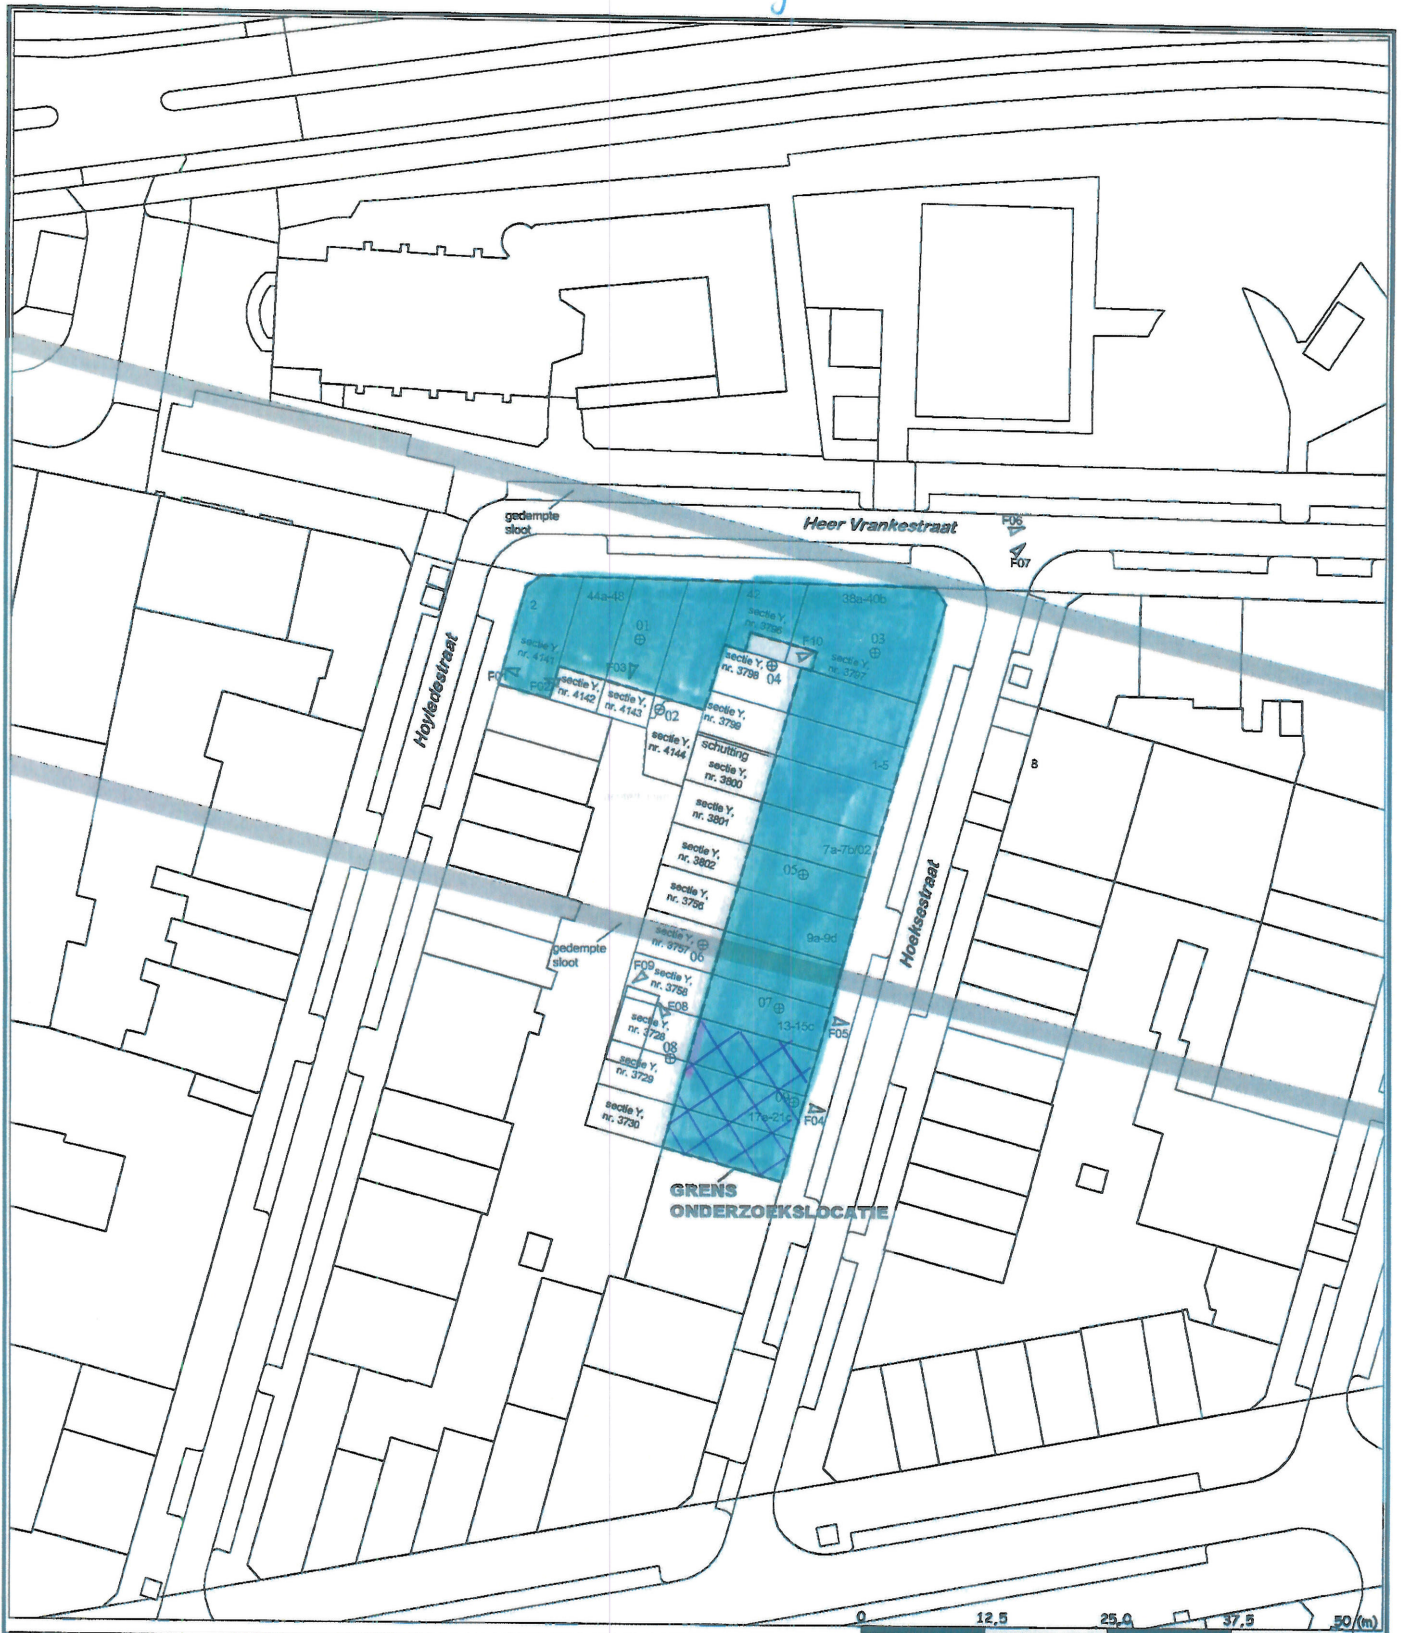 gedempte
sloot
Heer Vrankestraat
F06
F07
2
44a-48
42
38a-40b
01
sectie Y,
nr. 3796
03
F10
sectie Y,
nr. 4141
F03
sectie Y,
nr. 3798
04
sectie Y,
nr. 3797
F01
F02
sectie Y,
nr. 4142
sectie Y,
nr. 4143
02
sectie Y,
nr. 3799
Hoyledestraat
sectie Y,
nr. 4144
schutting
sectie Y,
nr. 3800
1-5
8
sectie Y,
nr. 3801
sectie Y,
nr. 3802
7a-7b/02
05
sectie Y,
nr. 3756
Hoeksestraat
sectie Y,
nr. 3757
06
9a-9d
gedempte
sloot
F09
sectie Y,
nr. 3758
F08
07
13-15c
F05
sectie Y,
nr. 3728
08
sectie Y,
nr. 3729
09
17a-21c
F04
sectie Y,
nr. 3730
GRENS
ONDERZOEKSLOCATIE
0 12,5 25,0 37,5 50 (m)